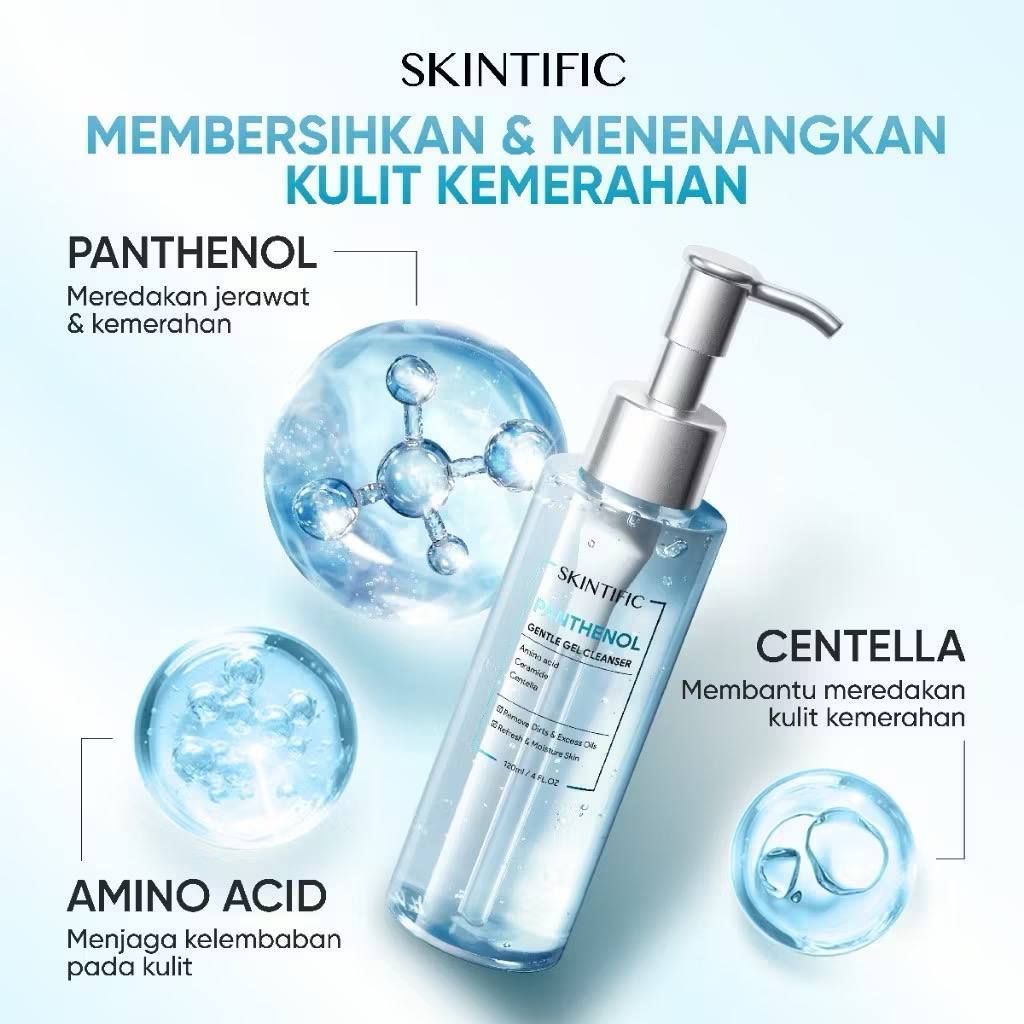 SKINTIFIC
MEMBERSIHKAN & MENENANGKAN
KULIT KEMERAHAN
PANTHENOL
Meredakan jerawat
& kemerahan
SKINTIFIC
PANTHENOL
GENTLE GEL CLEANSER
Amino acid
Ceramide
Centella
☑ Remove Dirts & Excess Oils
☑ Refresh & Moisture Skin
120ml / 4 FL.OZ
CENTELLA
Membantu meredakan
kulit kemerahan
AMINO ACID
Menjaga kelembaban
pada kulit